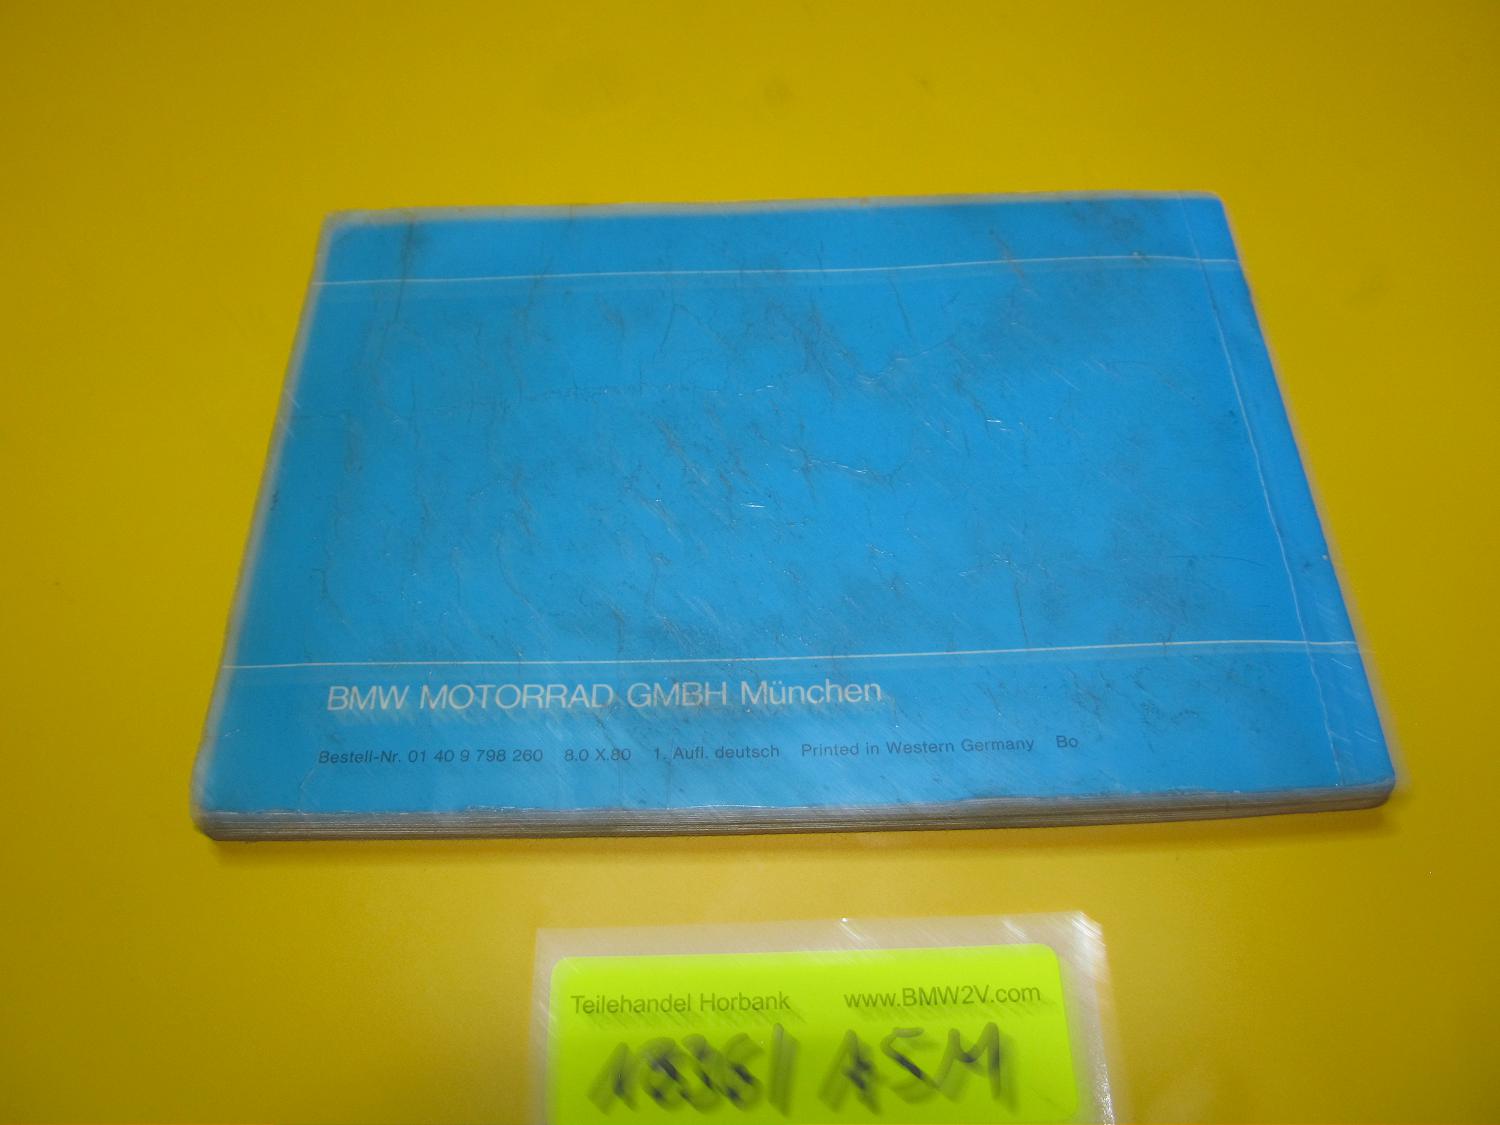 BMW MOTORRAD GMBH München
Bestell-Nr. 01 40 9 798 260 8.0 X.80 1. Aufl. deutsch Printed in Western Germany Bo
Teilehandel Horbank www.BMW2V.com